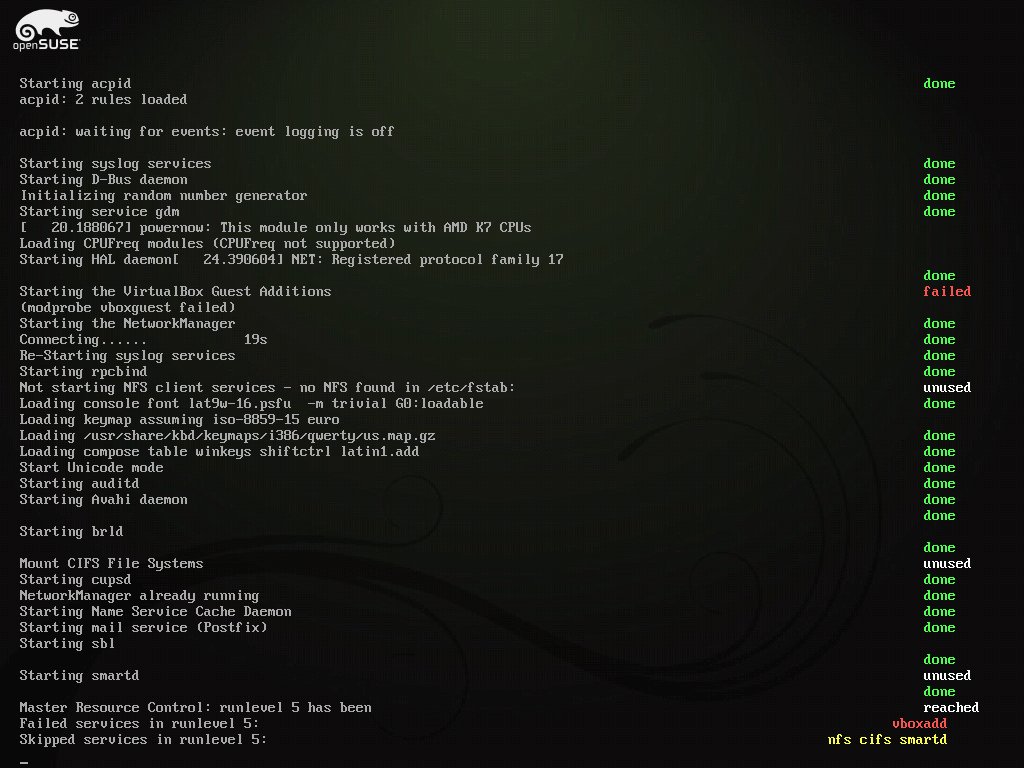 openSUSE
Starting acpid done
acpid: 2 rules loaded
acpid: waiting for events: event logging is off
Starting syslog services done
Starting D-Bus daemon done
Initializing random number generator done
Starting service gdm done
[   20.188067] powernow: This module only works with AMD K7 CPUs
Loading CPUFreq modules (CPUFreq not supported)
Starting HAL daemon[   24.390604] NET: Registered protocol family 17
done
Starting the VirtualBox Guest Additions failed
(modprobe vboxguest failed)
Starting the NetworkManager done
Connecting...... 19s done
Re-Starting syslog services done
Starting rpcbind done
Not starting NFS client services - no NFS found in /etc/fstab: unused
Loading console font lat9w-16.psfu  -m trivial G0:loadable done
Loading keymap assuming iso-8859-15 euro
Loading /usr/share/kbd/keymaps/i386/qwerty/us.map.gz done
Loading compose table winkeys shiftctrl latin1.add done
Start Unicode mode done
Starting auditd done
Starting Avahi daemon done
done
Starting brld
done
Mount CIFS File Systems unused
Starting cupsd done
NetworkManager already running done
Starting Name Service Cache Daemon done
Starting mail service (Postfix) done
Starting sbl
done
Starting smartd unused
done
Master Resource Control: runlevel 5 has been reached
Failed services in runlevel 5: vboxadd
Skipped services in runlevel 5: nfs cifs smartd
_